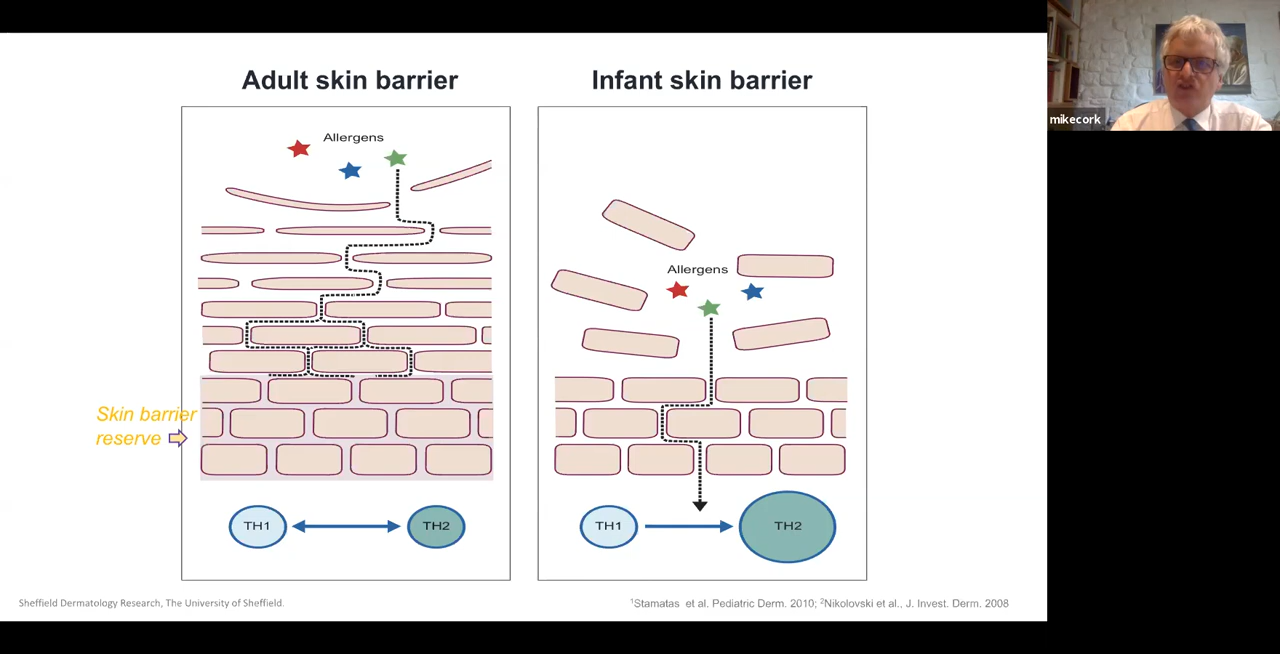 Adult skin barrier
Infant skin barrier
mikecork
Allergens
Allergens
Skin barrier
reserve
TH1
TH2
TH1
TH2
Sheffield Dermatology Research, The University of Sheffield.
¹Stamatas et al. Pediatric Derm. 2010; ²Nikolovski et al., J. Invest. Derm. 2008